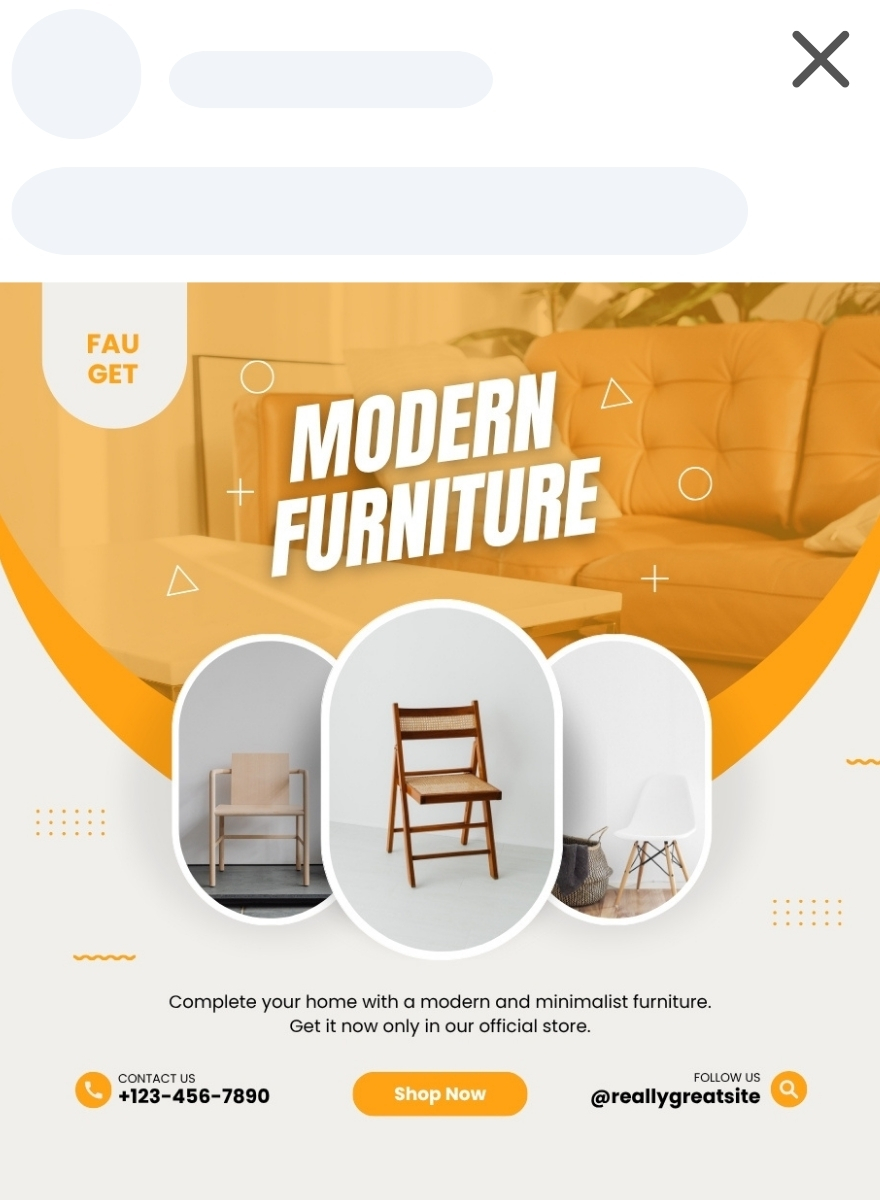 FAU
GET
MODERN
FURNITURE
Complete your home with a modern and minimalist furniture.
Get it now only in our official store.
CONTACT US
+123-456-7890
Shop Now
FOLLOW US
@reallygreatsite